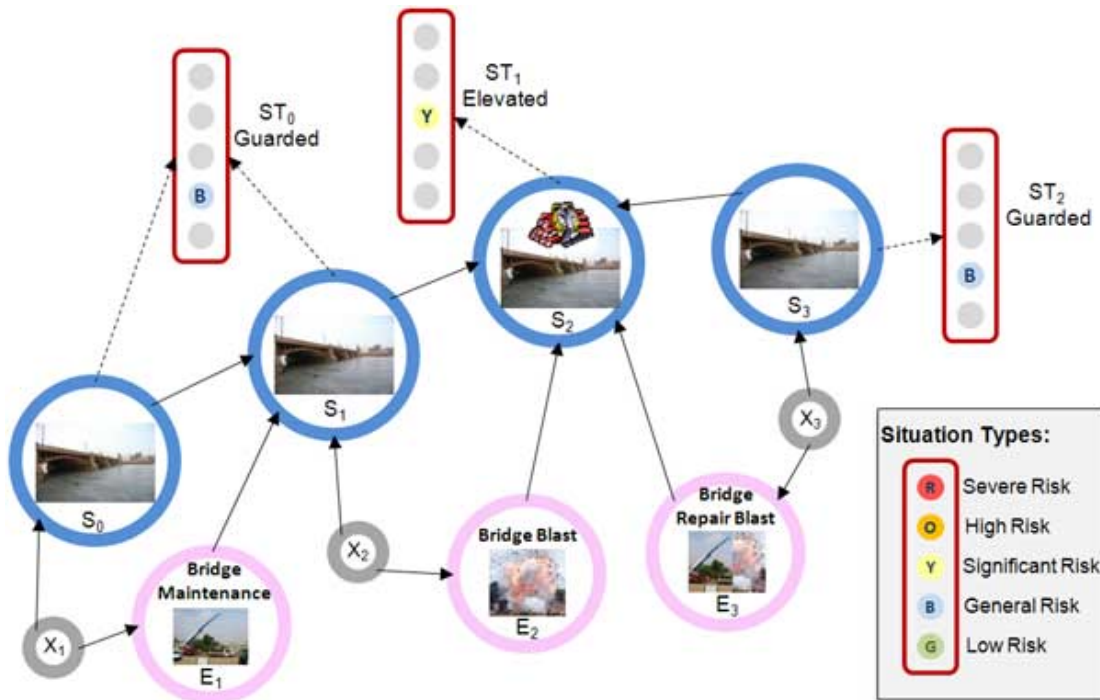 ST0
Guarded
B
ST1
Elevated
Y
ST2
Guarded
B
S0
S1
S2
S3
X1
X2
X3
Bridge
Maintenance
E1
Bridge Blast
E2
Bridge
Repair Blast
E3
Situation Types:
R Severe Risk
O High Risk
Y Significant Risk
B General Risk
G Low Risk